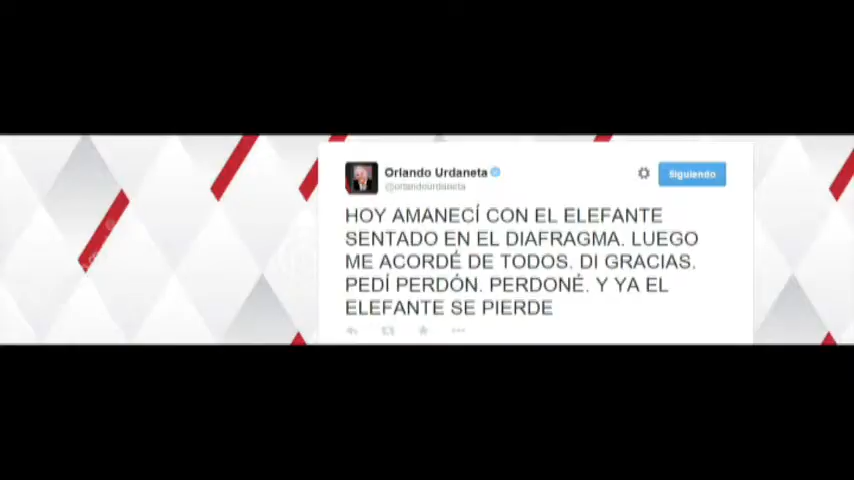 Orlando Urdaneta
@orlandourdaneta
Siguiendo
HOY AMANECÍ CON EL ELEFANTE
SENTADO EN EL DIAFRAGMA. LUEGO
ME ACORDÉ DE TODOS. DI GRACIAS.
PEDÍ PERDÓN. PERDONÉ. Y YA EL
ELEFANTE SE PIERDE